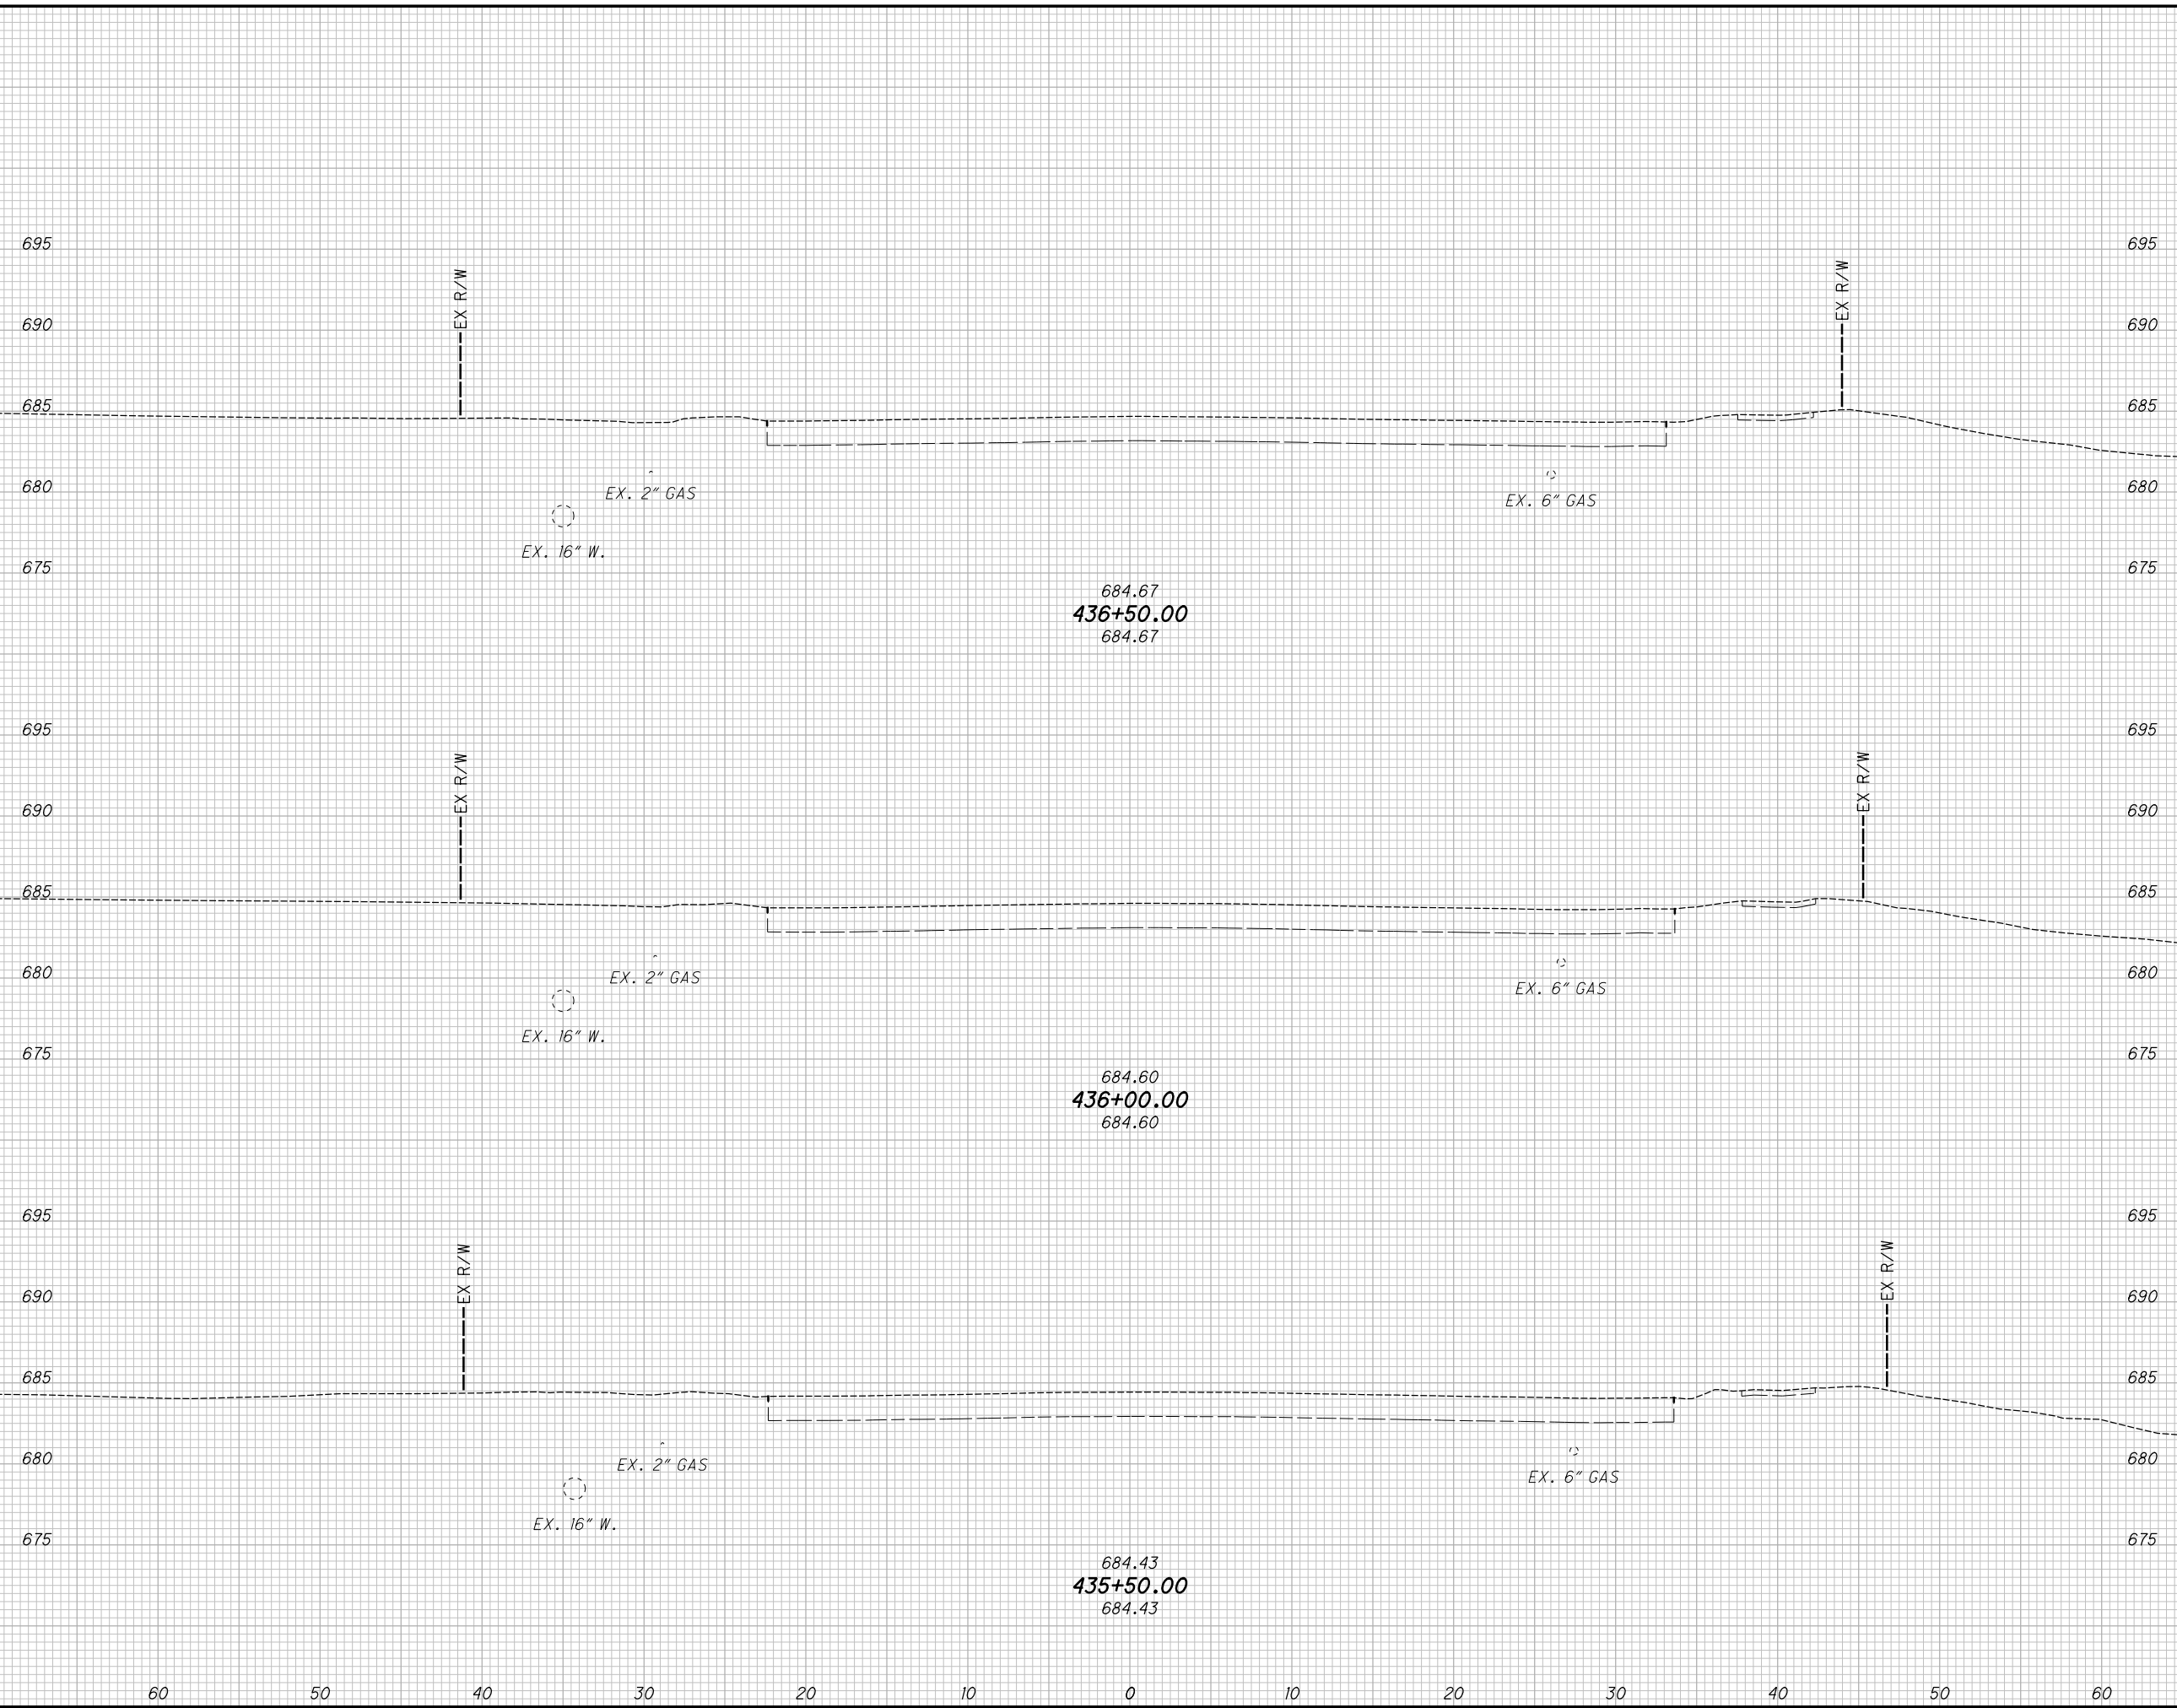 695 695
EX R/W EX R/W
690 690
685 685
680 EX. 2" GAS EX. 6" GAS 680
EX. 16" W.
675 675
684.67
436+50.00
684.67
695 695
EX R/W EX R/W
690 690
685 685
680 EX. 2" GAS EX. 6" GAS 680
EX. 16" W.
675 675
684.60
436+00.00
684.60
695 695
EX R/W EX R/W
690 690
685 685
680 EX. 2" GAS EX. 6" GAS 680
EX. 16" W.
675 675
684.43
435+50.00
684.43
60 50 40 30 20 10 0 10 20 30 40 50 60